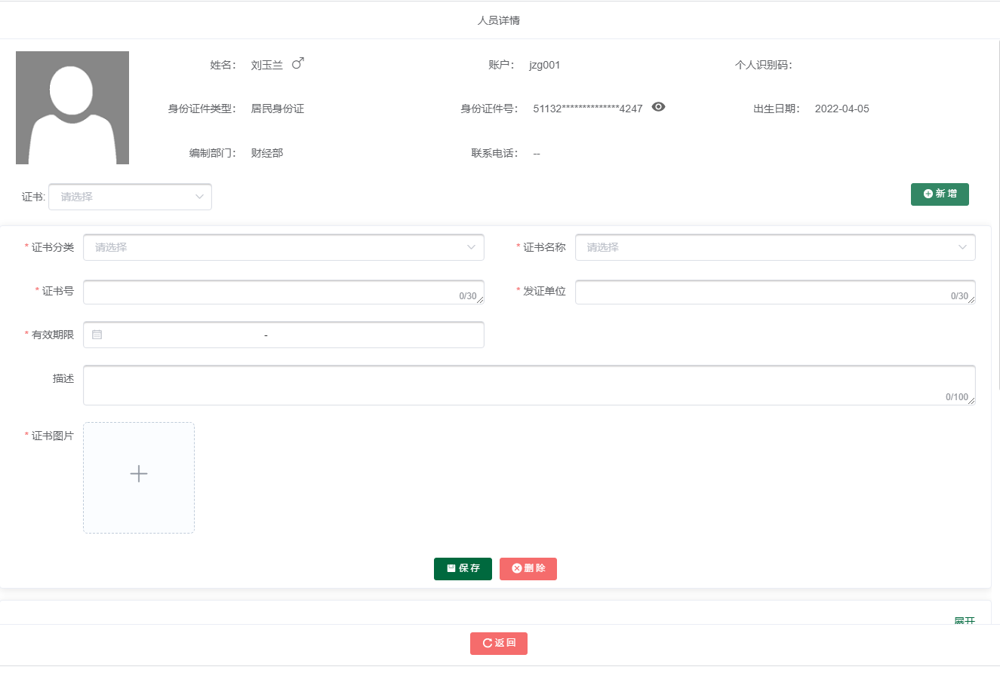 人员详情
姓名： 刘玉兰 账户： jzg001 个人识别码：
身份证件类型： 居民身份证 身份证件号： 51132**************4247 出生日期： 2022-04-05
编制部门： 财经部 联系电话： --
证书: 请选择 新增
* 证书分类 请选择 * 证书名称 请选择
* 证书号 0/30 * 发证单位 0/30
* 有效期限 -
描述 0/100
* 证书图片
保存 删除
展开
返回